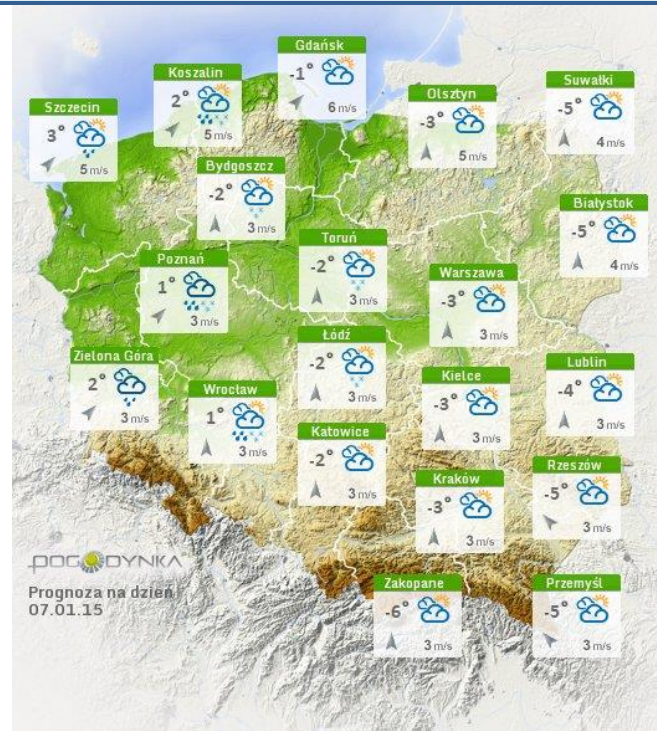 Gdańsk
-1°
6 m/s
Koszalin
2°
5 m/s
Suwałki
-5°
4 m/s
Olsztyn
-3°
5 m/s
Szczecin
3°
5 m/s
Bydgoszcz
-2°
3 m/s
Białystok
-5°
4 m/s
Toruń
-2°
3 m/s
Poznań
1°
3 m/s
Warszawa
-3°
3 m/s
Łódź
-2°
3 m/s
Zielona Góra
2°
3 m/s
Lublin
-4°
3 m/s
Kielce
-3°
3 m/s
Wrocław
1°
3 m/s
Katowice
-2°
3 m/s
Rzeszów
-5°
3 m/s
Kraków
-3°
3 m/s
POGODYNKA
Prognoza na dzień
07.01.15
Zakopane
-6°
3 m/s
Przemyśl
-5°
3 m/s